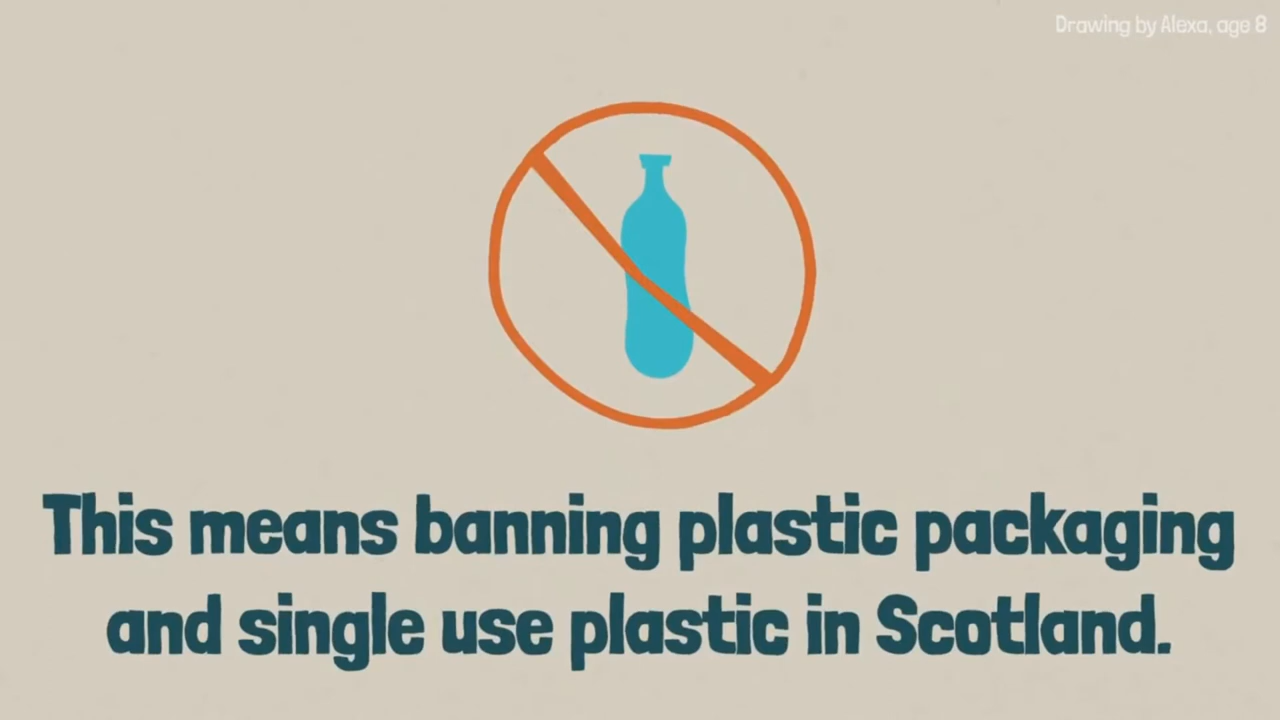 Drawing by Alexa, age 8
This means banning plastic packaging
and single use plastic in Scotland.